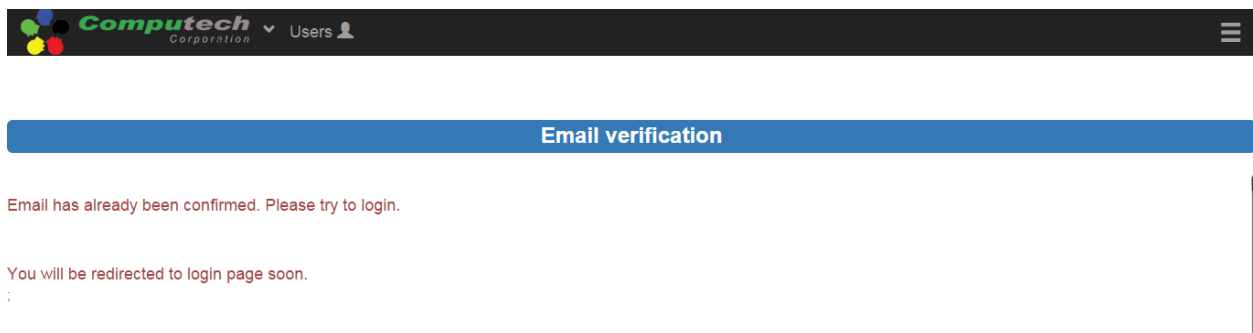 Computech
Corporation
Users
Email verification
Email has already been confirmed. Please try to login.
You will be redirected to login page soon.
;